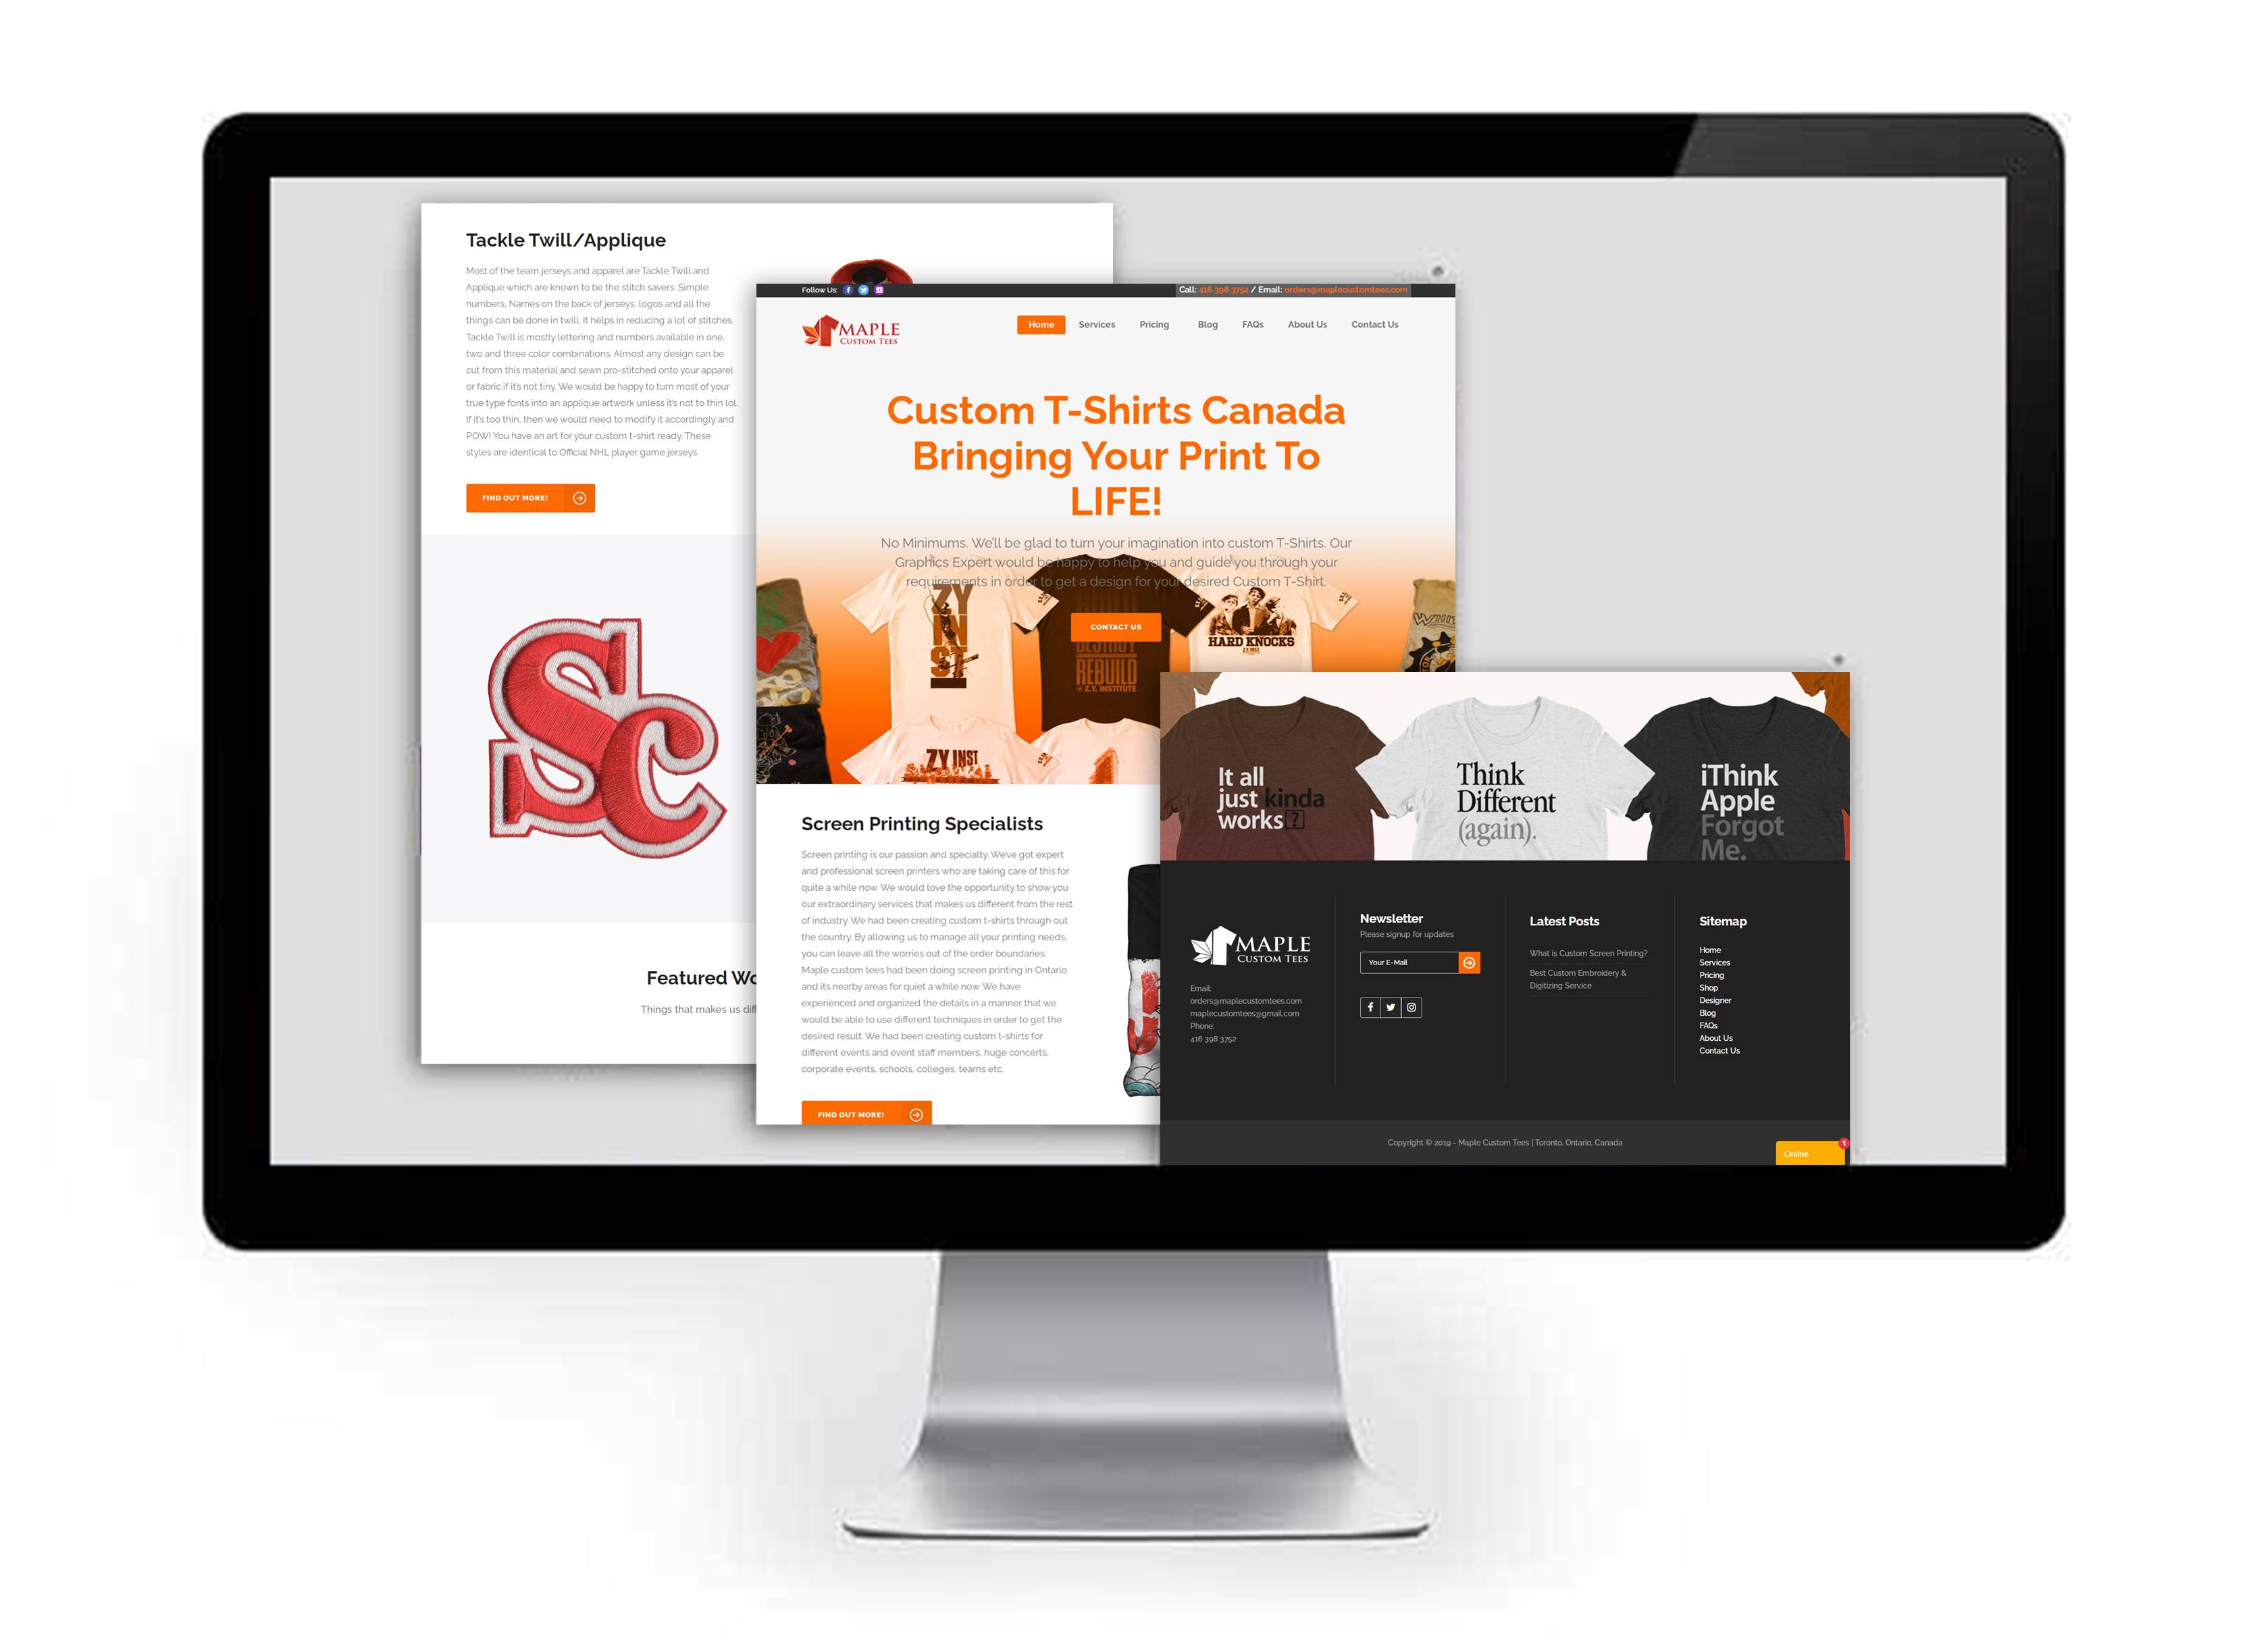 Tackle Twill/Applique
Most of the team jerseys and apparel are Tackle Twill and
Applique which are known to be the stitch savers. Simple
numbers, Names on the back of jerseys, logos and all the
things can be done in twill. It helps in reducing a lot of stitches.
Tackle Twill is mostly lettering and numbers available in one,
two and three color combinations. Almost any design can be
cut from this material and sewn pro-stitched onto your apparel
or fabric if it's not tiny. We would be happy to turn most of your
true type fonts into an applique artwork unless it's not to thin lol.
If it's too thin, then we would need to modify it accordingly and
POW! You have an art for your custom t-shirt ready. These
styles are identical to Official NHL player game jerseys.
FIND OUT MORE!
SC
Featured Wo
Things that makes us diff
Follow Us:
Call: 416 398 3752 / Email: orders@maplecustomtees.com
MAPLE
CUSTOM TEES
Home Services Pricing Blog FAQs About Us Contact Us
Custom T-Shirts Canada
Bringing Your Print To
LIFE!
No Minimums. We'll be glad to turn your imagination into custom T-Shirts. Our
Graphics Expert would be happy to help you and guide you through your
requirements in order to get a design for your desired Custom T-Shirt.
CONTACT US
ZY
IN
ST
DESTROY
REBUILD
Z.Y. INSTITUTE
HARD KNOCKS
ZY INST
ZY INST
Screen Printing Specialists
Screen printing is our passion and specialty. We've got expert
and professional screen printers who are taking care of this for
quite a while now. We would love the opportunity to show you
our extraordinary services that makes us different from the rest
of industry. We had been creating custom t-shirts through out
the country. By allowing us to manage all your printing needs,
you can leave all the worries out of the order boundaries.
Maple custom tees had been doing screen printing in Ontario
and its nearby areas for quiet a while now. We have
experienced and organized the details in a manner that we
would be able to use different techniques in order to get the
desired result. We had been creating custom t-shirts for
different events and event staff members, huge concerts,
corporate events, schools, colleges, teams etc.
FIND OUT MORE!
It all
just kinda
works
Think
Different
(again).
iThink
Apple
Forgot
Me.
MAPLE
CUSTOM TEES
Email:
orders@maplecustomtees.com
maplecustomtees@gmail.com
Phone:
416 398 3752
Newsletter
Please signup for updates
Your E-Mail
Latest Posts
What is Custom Screen Printing?
Best Custom Embroidery &
Digitizing Service
Sitemap
Home
Services
Pricing
Shop
Designer
Blog
FAQs
About Us
Contact Us
Copyright © 2019 - Maple Custom Tees | Toronto, Ontario, Canada
Online
1